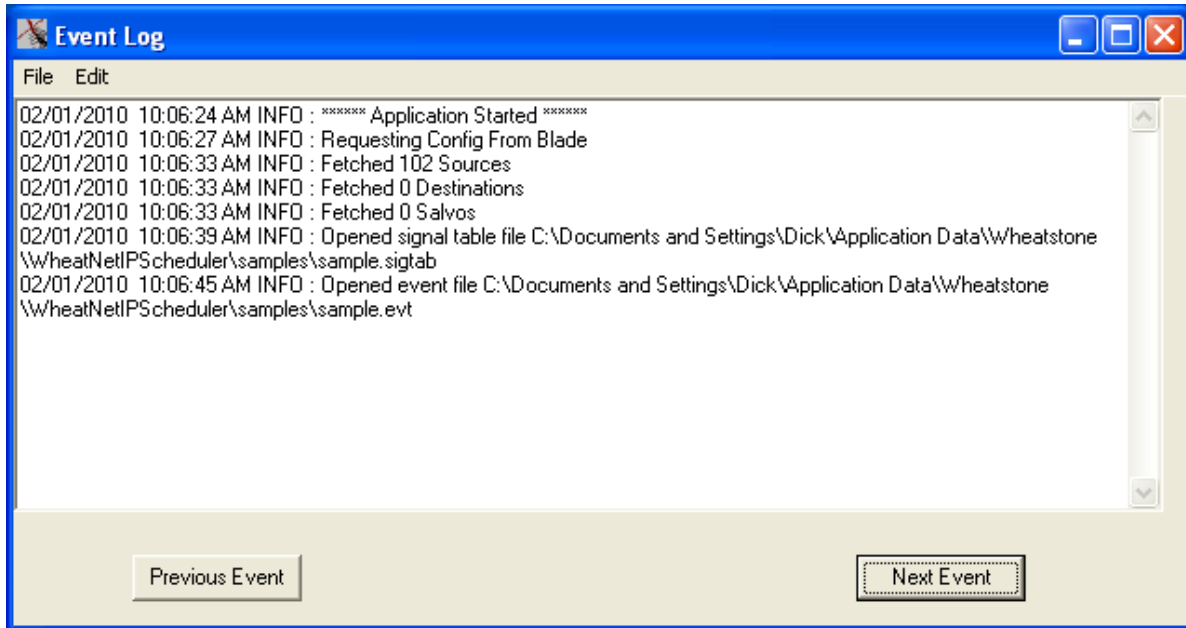 Event Log
File Edit
02/01/2010 10:06:24 AM INFO : ****** Application Started ******
02/01/2010 10:06:27 AM INFO : Requesting Config From Blade
02/01/2010 10:06:33 AM INFO : Fetched 102 Sources
02/01/2010 10:06:33 AM INFO : Fetched 0 Destinations
02/01/2010 10:06:33 AM INFO : Fetched 0 Salvos
02/01/2010 10:06:39 AM INFO : Opened signal table file C:\Documents and Settings\Dick\Application Data\Wheatstone
\WheatNetIPScheduler\samples\sample.sigtab
02/01/2010 10:06:45 AM INFO : Opened event file C:\Documents and Settings\Dick\Application Data\Wheatstone
\WheatNetIPScheduler\samples\sample.evt
Previous Event Next Event